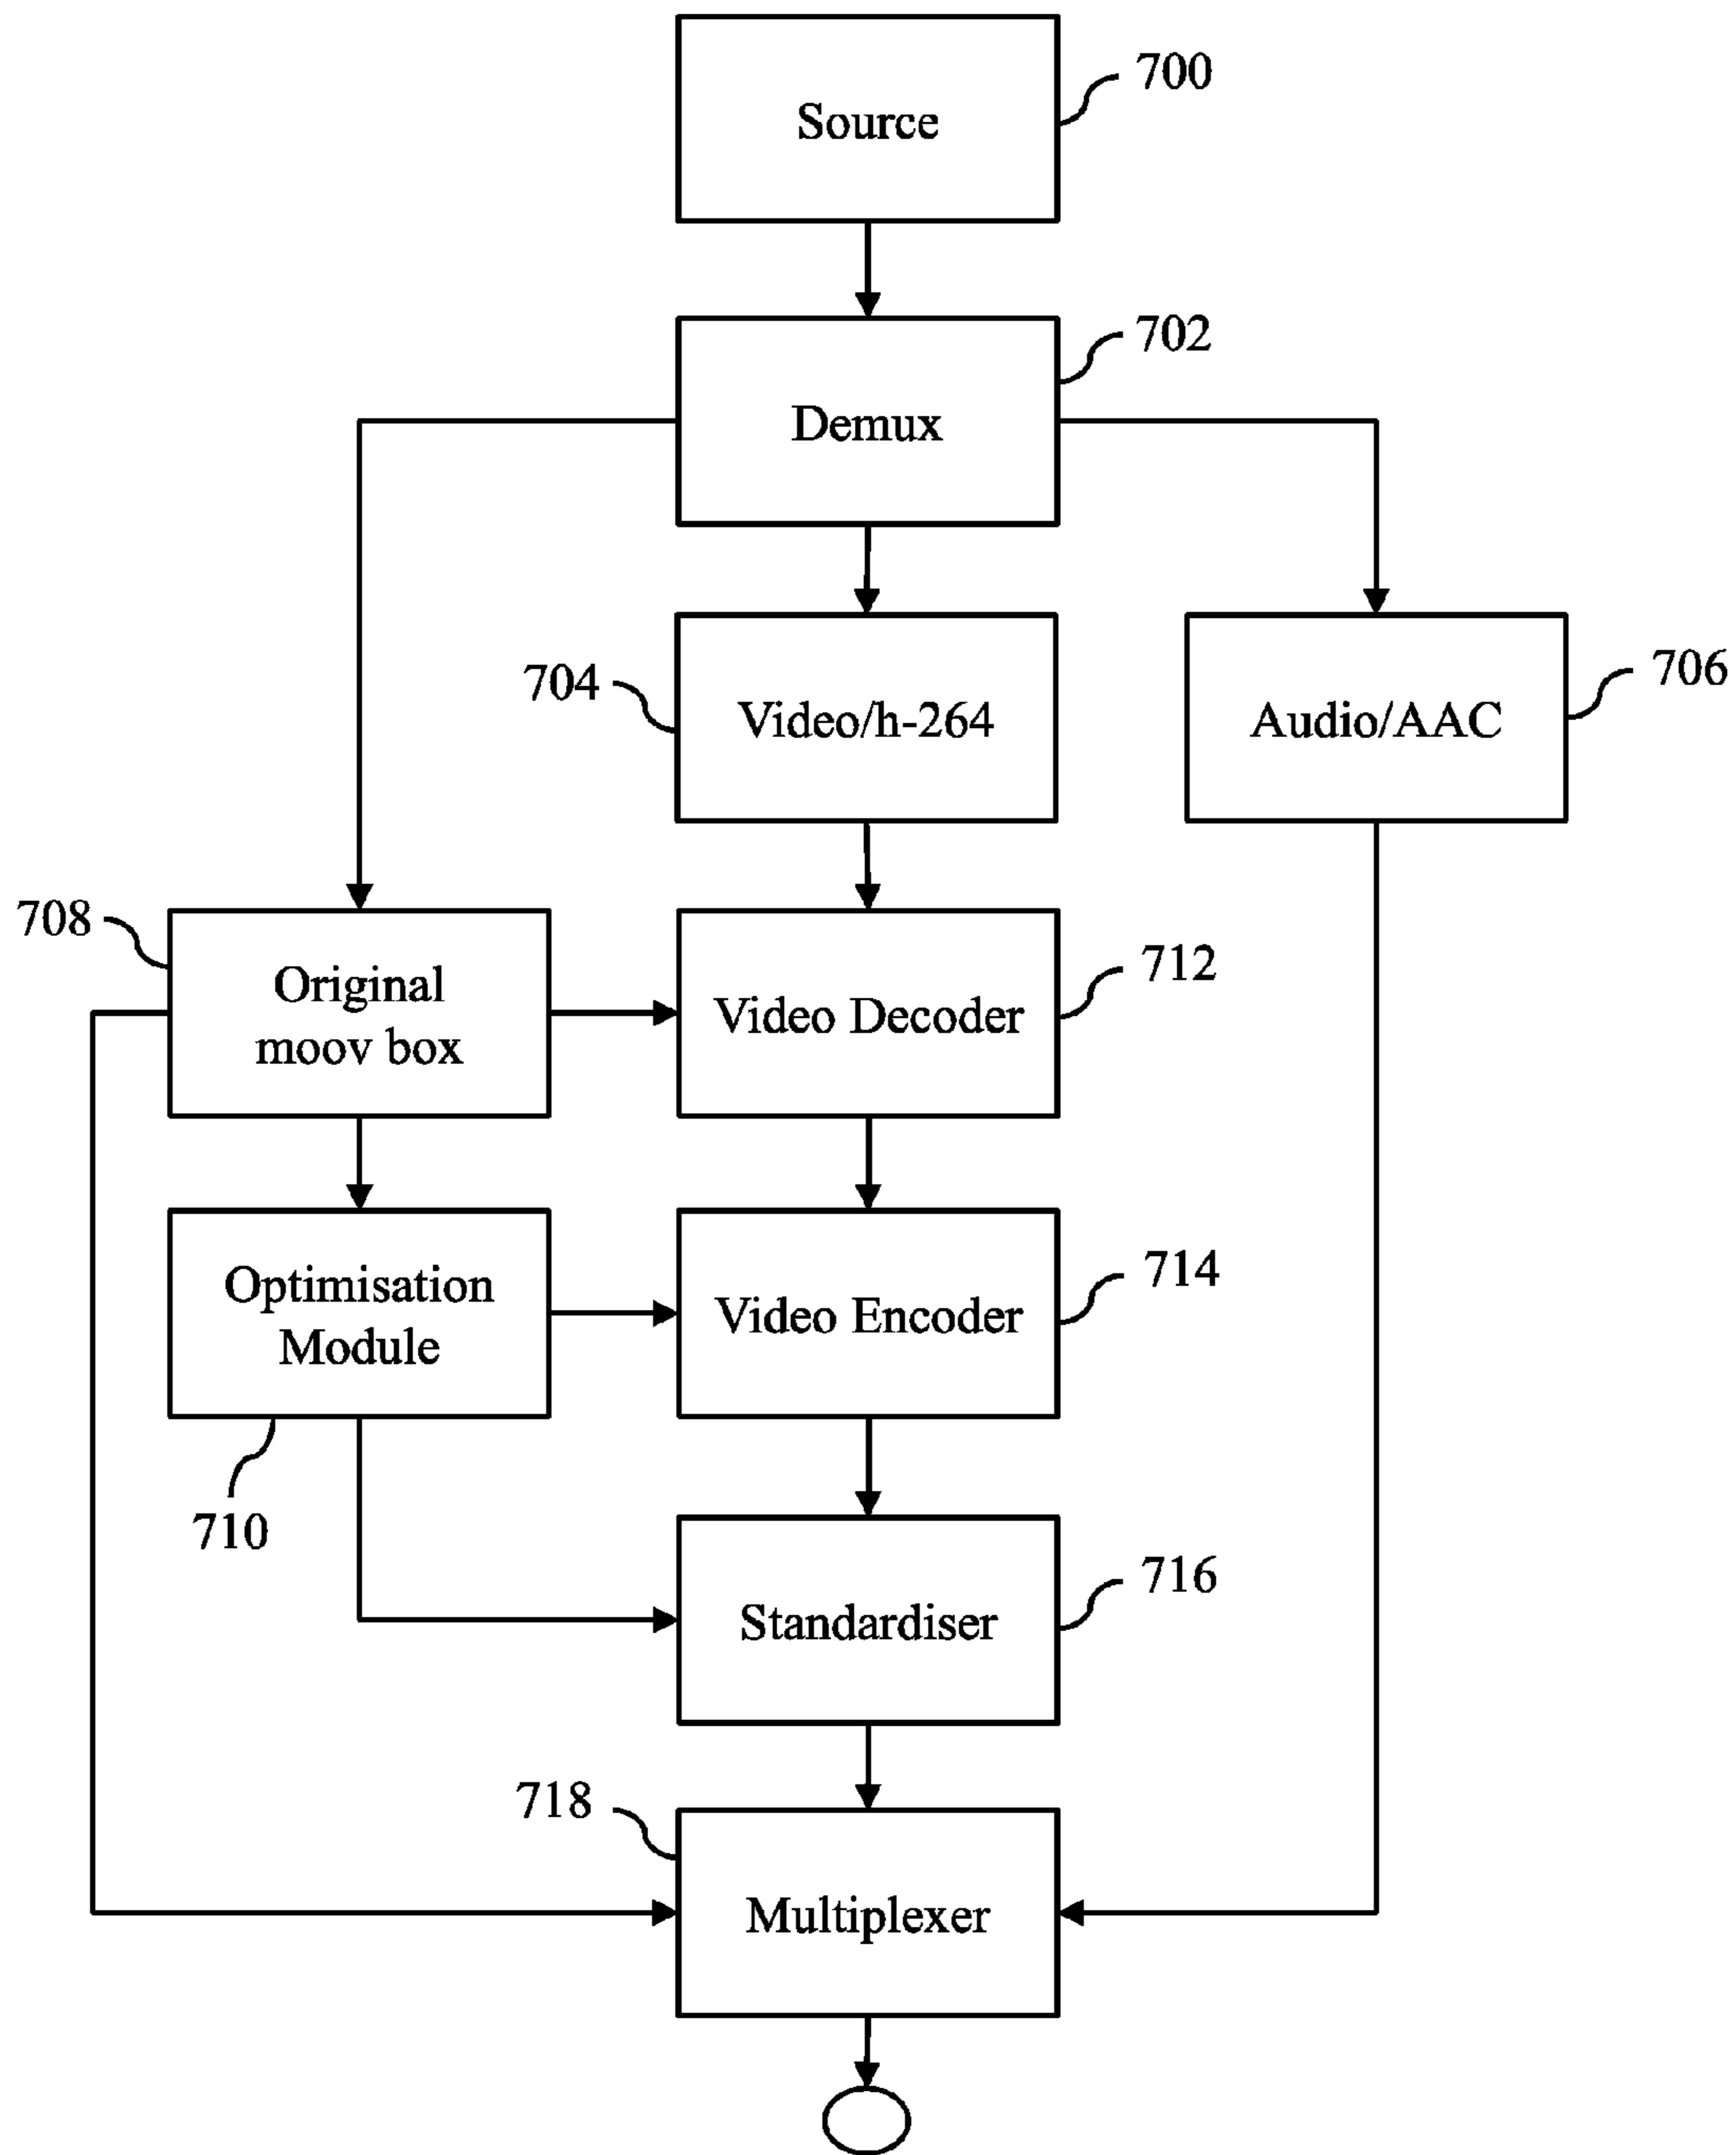 Source
700
Demux
702
704
Video/h-264
Audio/AAC
706
708
Original
moov box
Video Decoder
712
Optimisation
Module
710
Video Encoder
714
Standardiser
716
718
Multiplexer